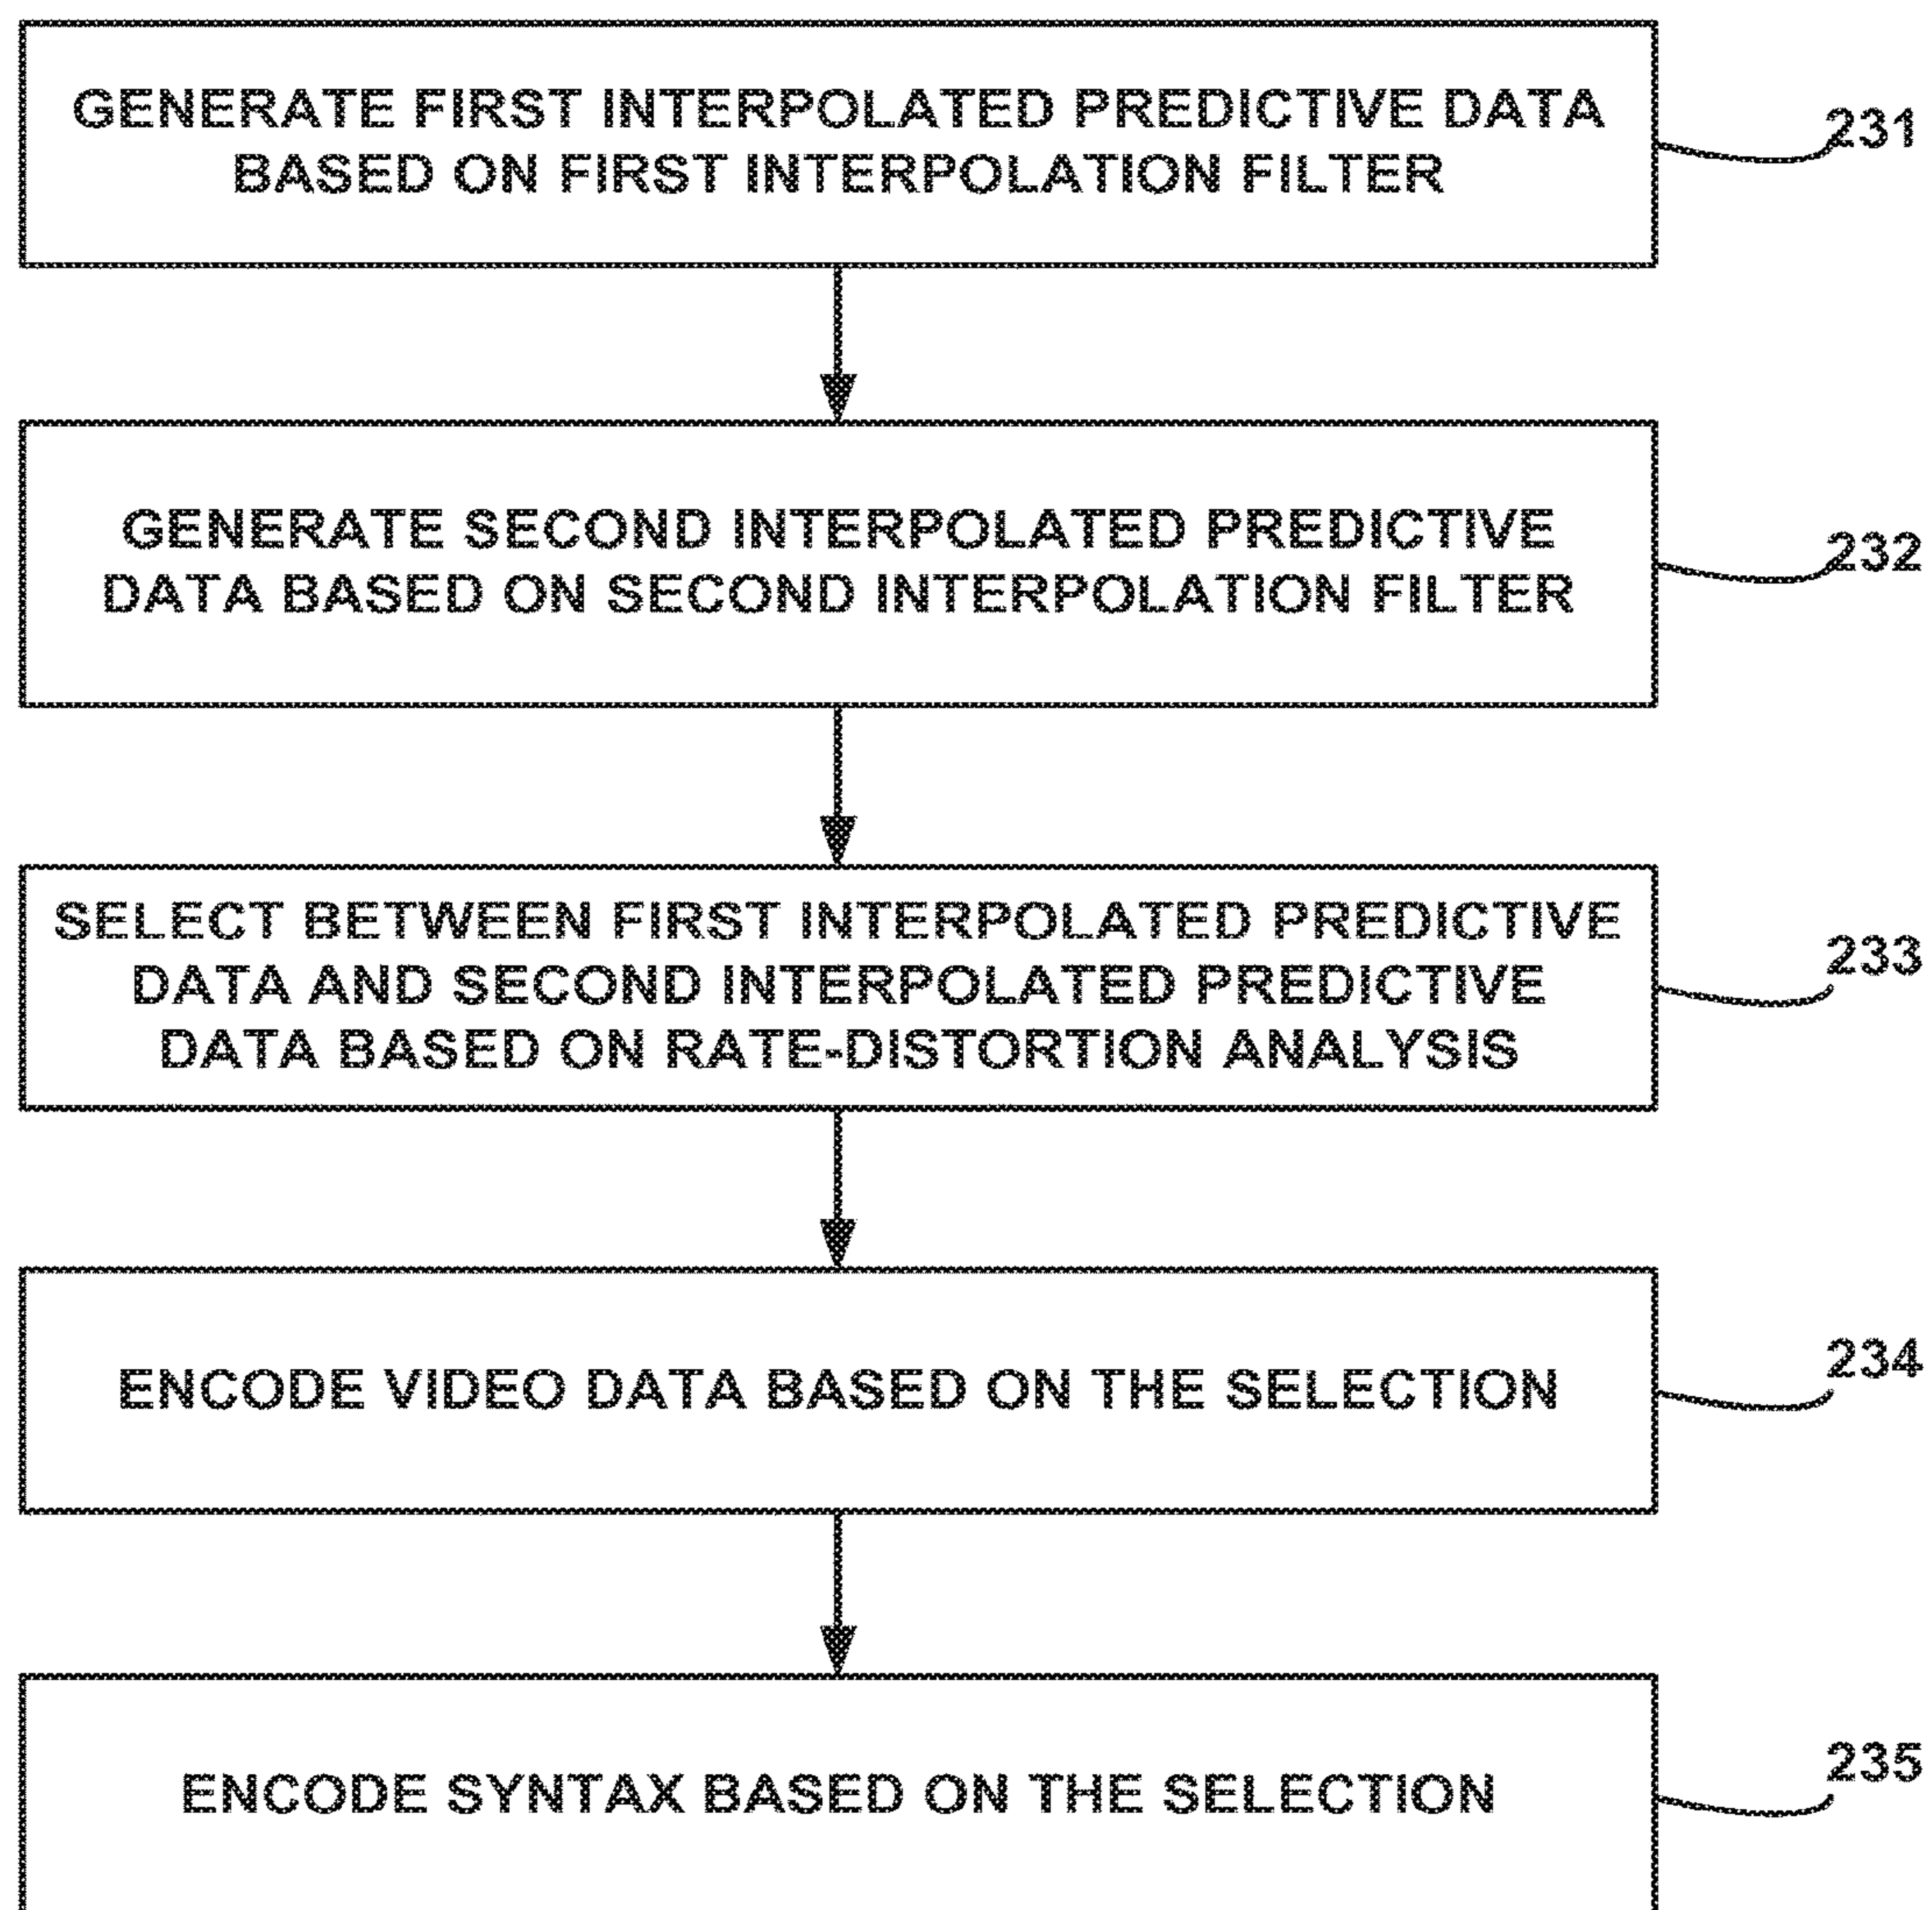 GENERATE FIRST INTERPOLATED PREDICTIVE DATA
BASED ON FIRST INTERPOLATION FILTER
231
GENERATE SECOND INTERPOLATED PREDICTIVE
DATA BASED ON SECOND INTERPOLATION FILTER
232
SELECT BETWEEN FIRST INTERPOLATED PREDICTIVE
DATA AND SECOND INTERPOLATED PREDICTIVE
DATA BASED ON RATE-DISTORTION ANALYSIS
233
ENCODE VIDEO DATA BASED ON THE SELECTION
234
ENCODE SYNTAX BASED ON THE SELECTION
235